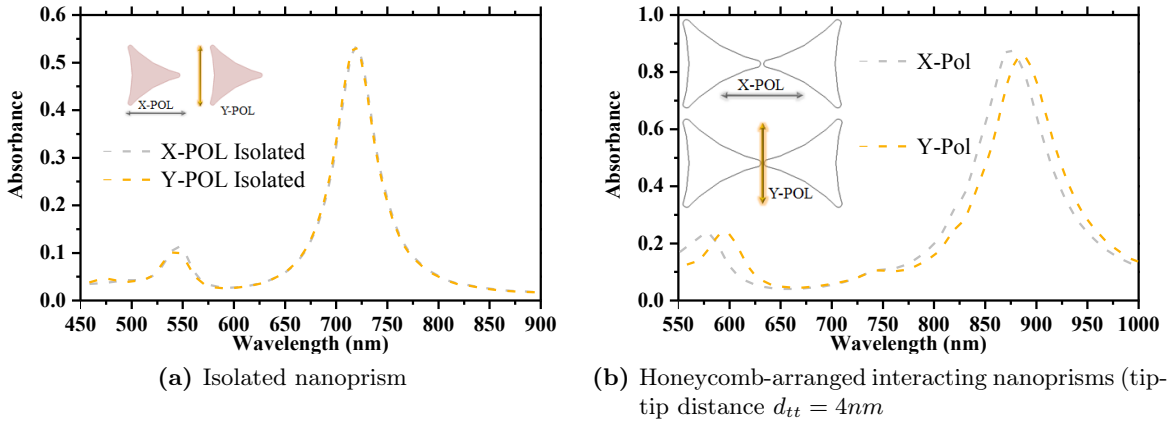 0.6
0.5
0.4
0.3
0.2
0.1
0.0
Absorbance
X-POL
Y-POL
X-POL Isolated
Y-POL Isolated
450 500 550 600 650 700 750 800 850 900
Wavelength (nm)
(a) Isolated nanoprism
1.0
0.8
0.6
0.4
0.2
0.0
Absorbance
X-POL
Y-POL
X-Pol
Y-Pol
550 600 650 700 750 800 850 900 950 1000
Wavelength (nm)
(b) Honeycomb-arranged interacting nanoprisms (tip-
tip distance dtt = 4nm